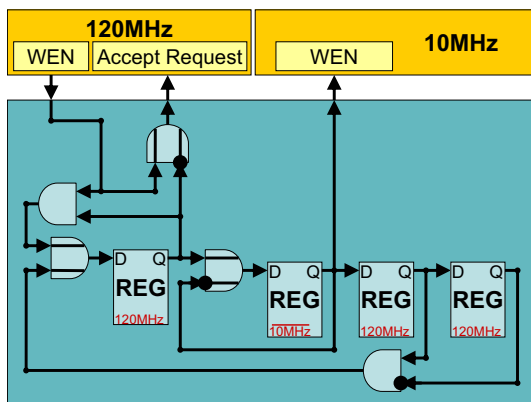 120MHz 10MHz
WEN Accept Request WEN
D Q D Q D Q D Q
REG REG REG REG
120MHz 10MHz 120MHz 120MHz